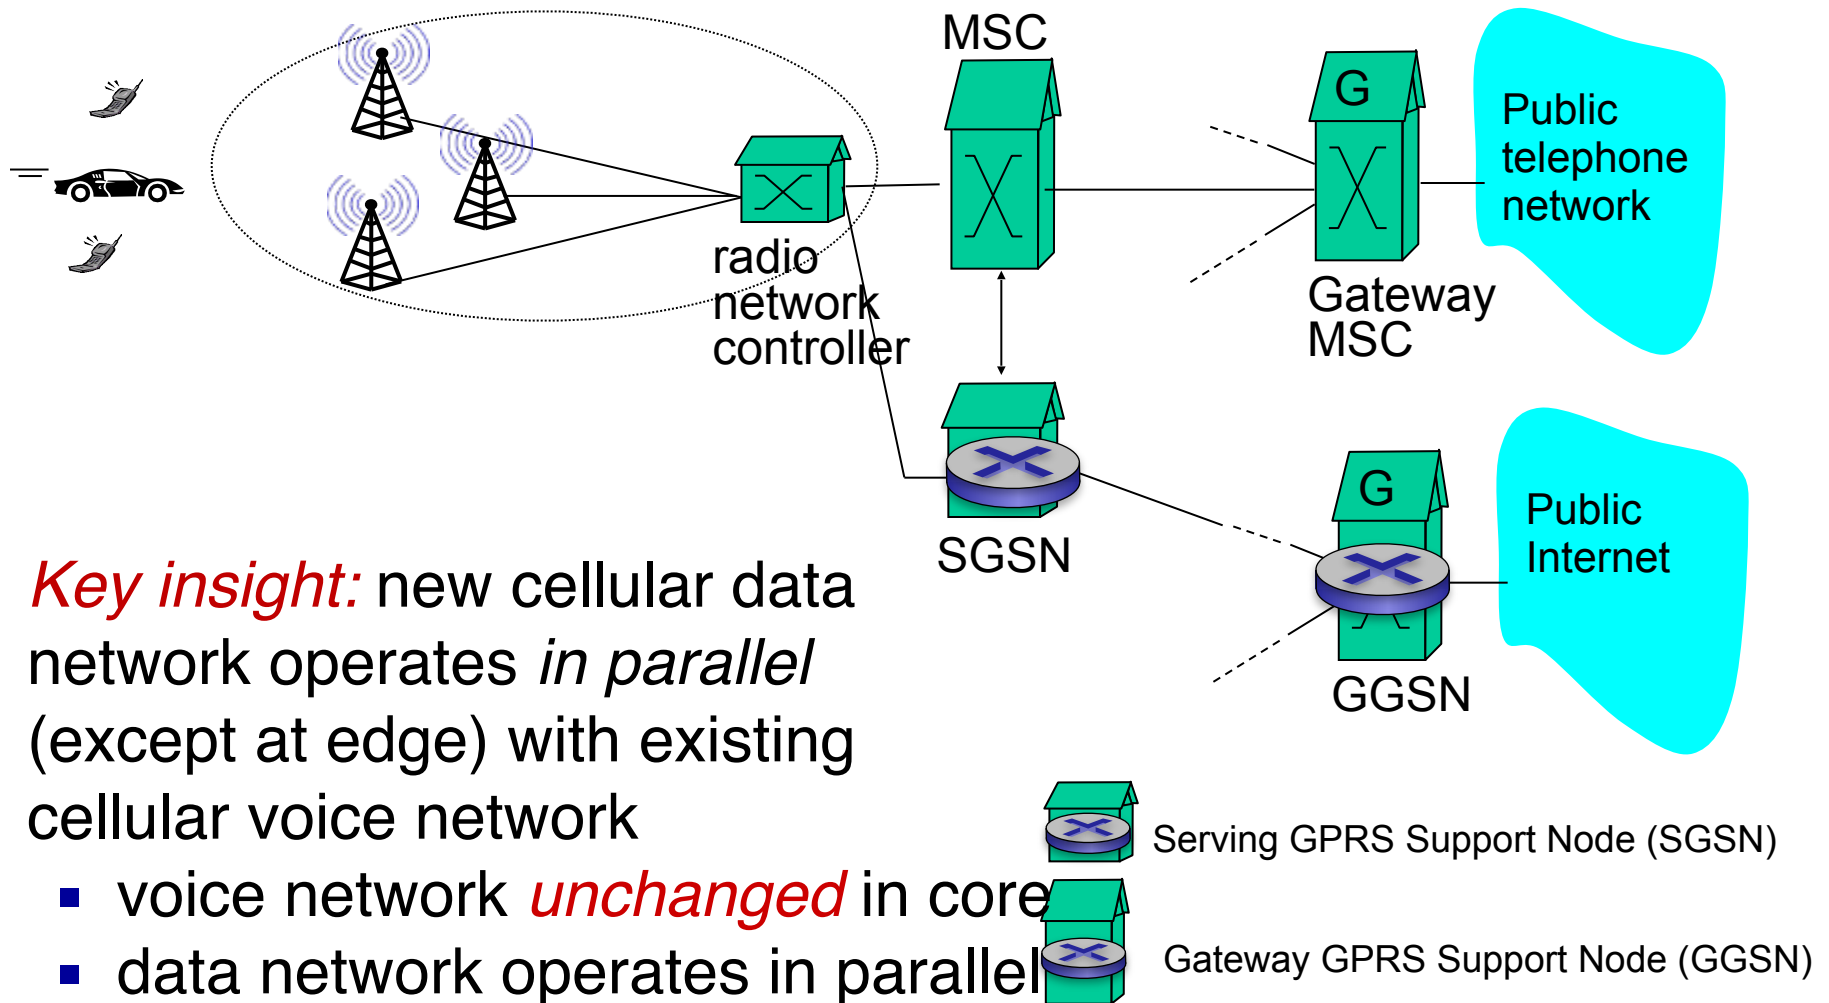 MSC
G
Public
telephone
network
radio
network
controller
Gateway
MSC
SGSN
G
Public
Internet
GGSN
Key insight: new cellular data
network operates in parallel
(except at edge) with existing
cellular voice network
voice network unchanged in core
data network operates in parallel
Serving GPRS Support Node (SGSN)
Gateway GPRS Support Node (GGSN)